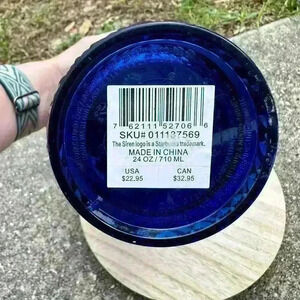 7 62111 52706 6
SKU# 011137569
The Siren logo is a Starbucks trademark.
MADE IN CHINA
24 OZ/710 ML
USA CAN
$22.95 $32.95